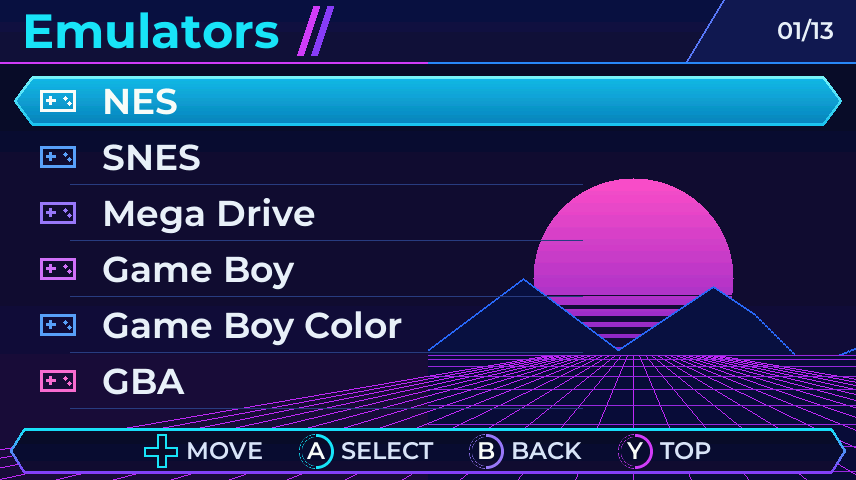 Emulators
01/13
NES
SNES
Mega Drive
Game Boy
Game Boy Color
GBA
MOVE A SELECT B BACK Y TOP